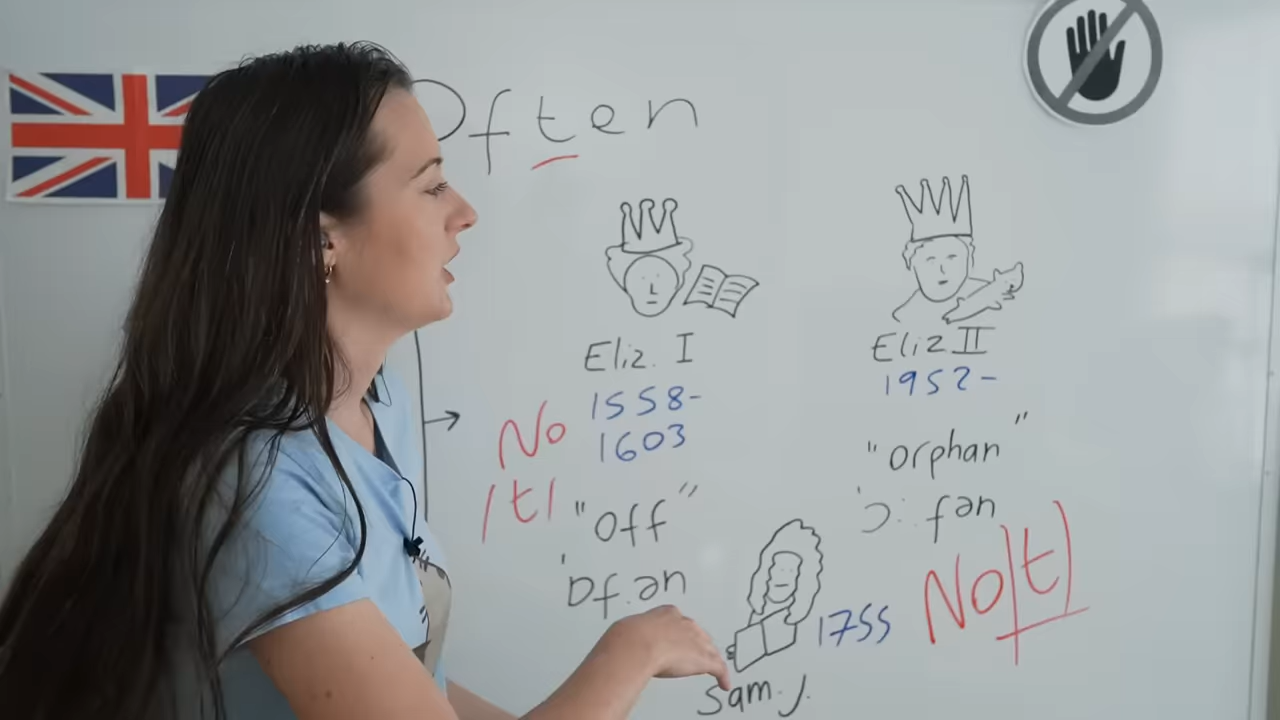 Often
Eliz. I
1558-
1603
No
/t/
"off"
'ɒf.ən
Eliz II
1952-
"orphan"
'ɔː fən
No /t/
1755
Sam. J.